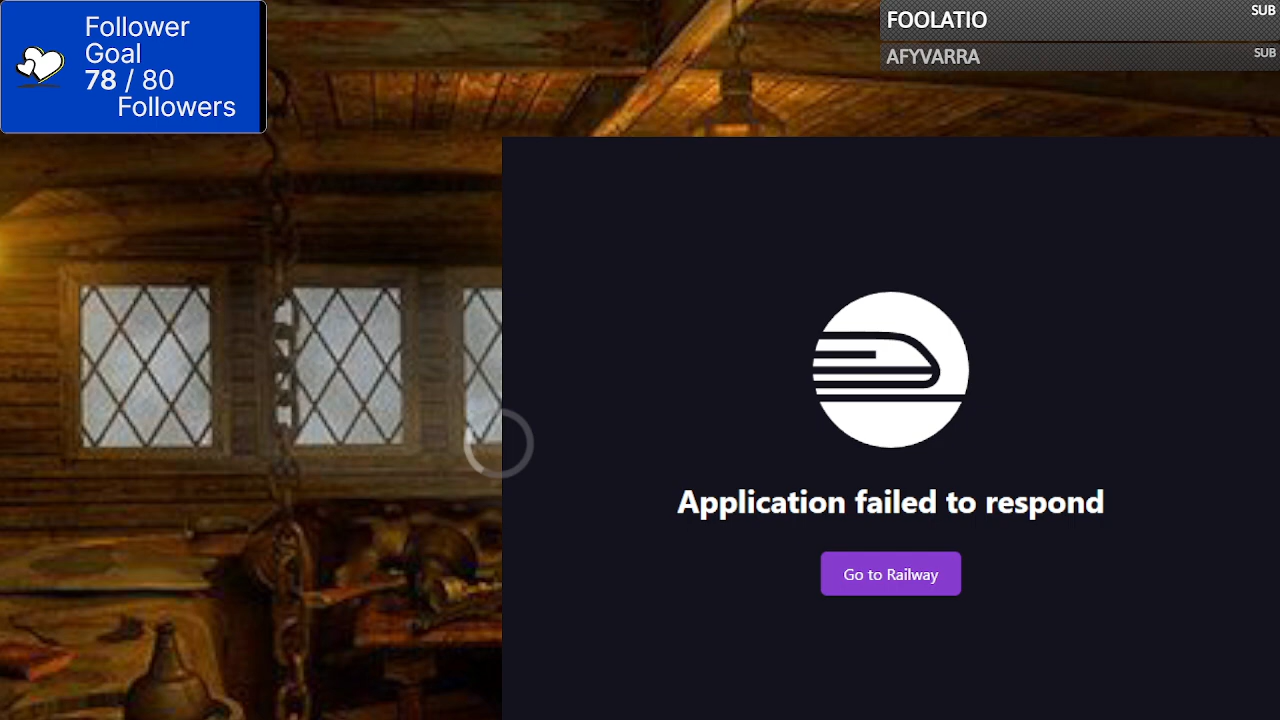 Follower
Goal
78 / 80
Followers
FOOLATIO SUB
AFYVARRA SUB
Application failed to respond
Go to Railway